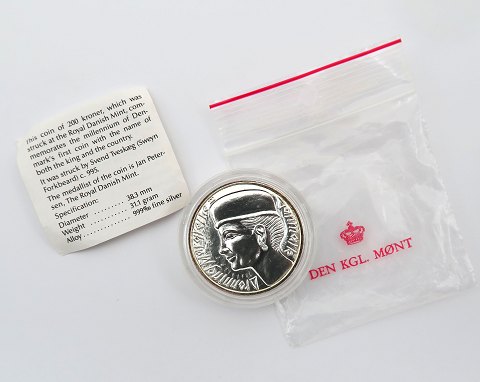 This coin of 200 kroner, which was
struck at the Royal Danish Mint, com-
memorates the millennium of Den-
mark's first coin with the name of
both the king and the country.
It was struck by Svend Tveskæg (Sweyn
Forkbeard) c. 995.
The medallist of the coin is Jan Peter-
sen, The Royal Danish Mint.
Specification:
Diameter ........ 38.3 mm
Weight ........ 31.1 gram
Alloy ........ 999‰ fine silver
DEN KGL. MØNT